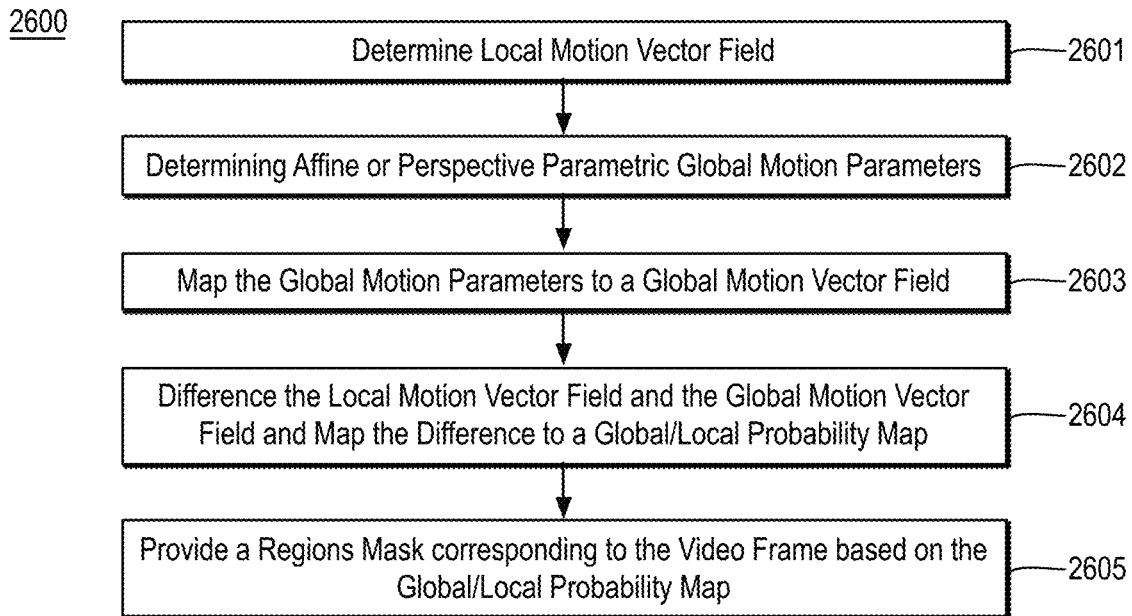 2600
Determine Local Motion Vector Field
2601
Determining Affine or Perspective Parametric Global Motion Parameters
2602
Map the Global Motion Parameters to a Global Motion Vector Field
2603
Difference the Local Motion Vector Field and the Global Motion Vector
Field and Map the Difference to a Global/Local Probability Map
2604
Provide a Regions Mask corresponding to the Video Frame based on the
Global/Local Probability Map
2605